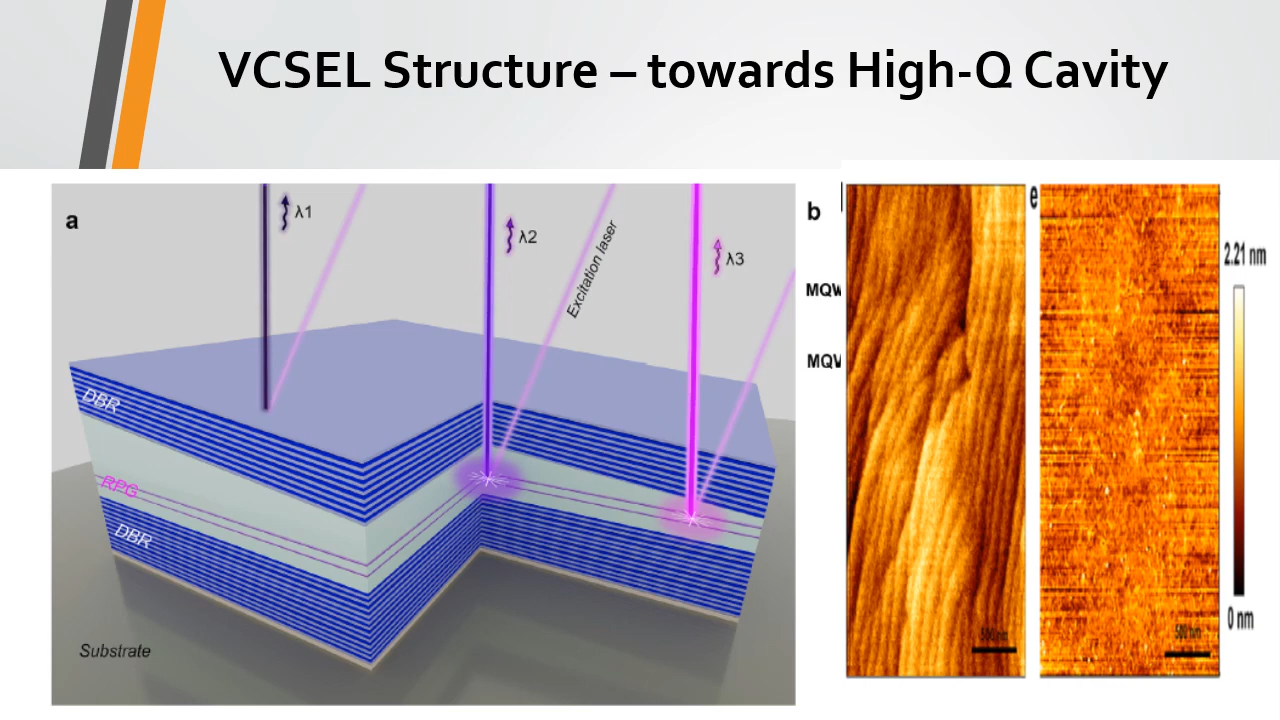 VCSEL Structure – towards High-Q Cavity
a
λ1
λ2
Excitation laser
λ3
DBR
RPG
DBR
Substrate
b
MQW
MQW
e
2.21 nm
0 nm
500 nm
500 nm